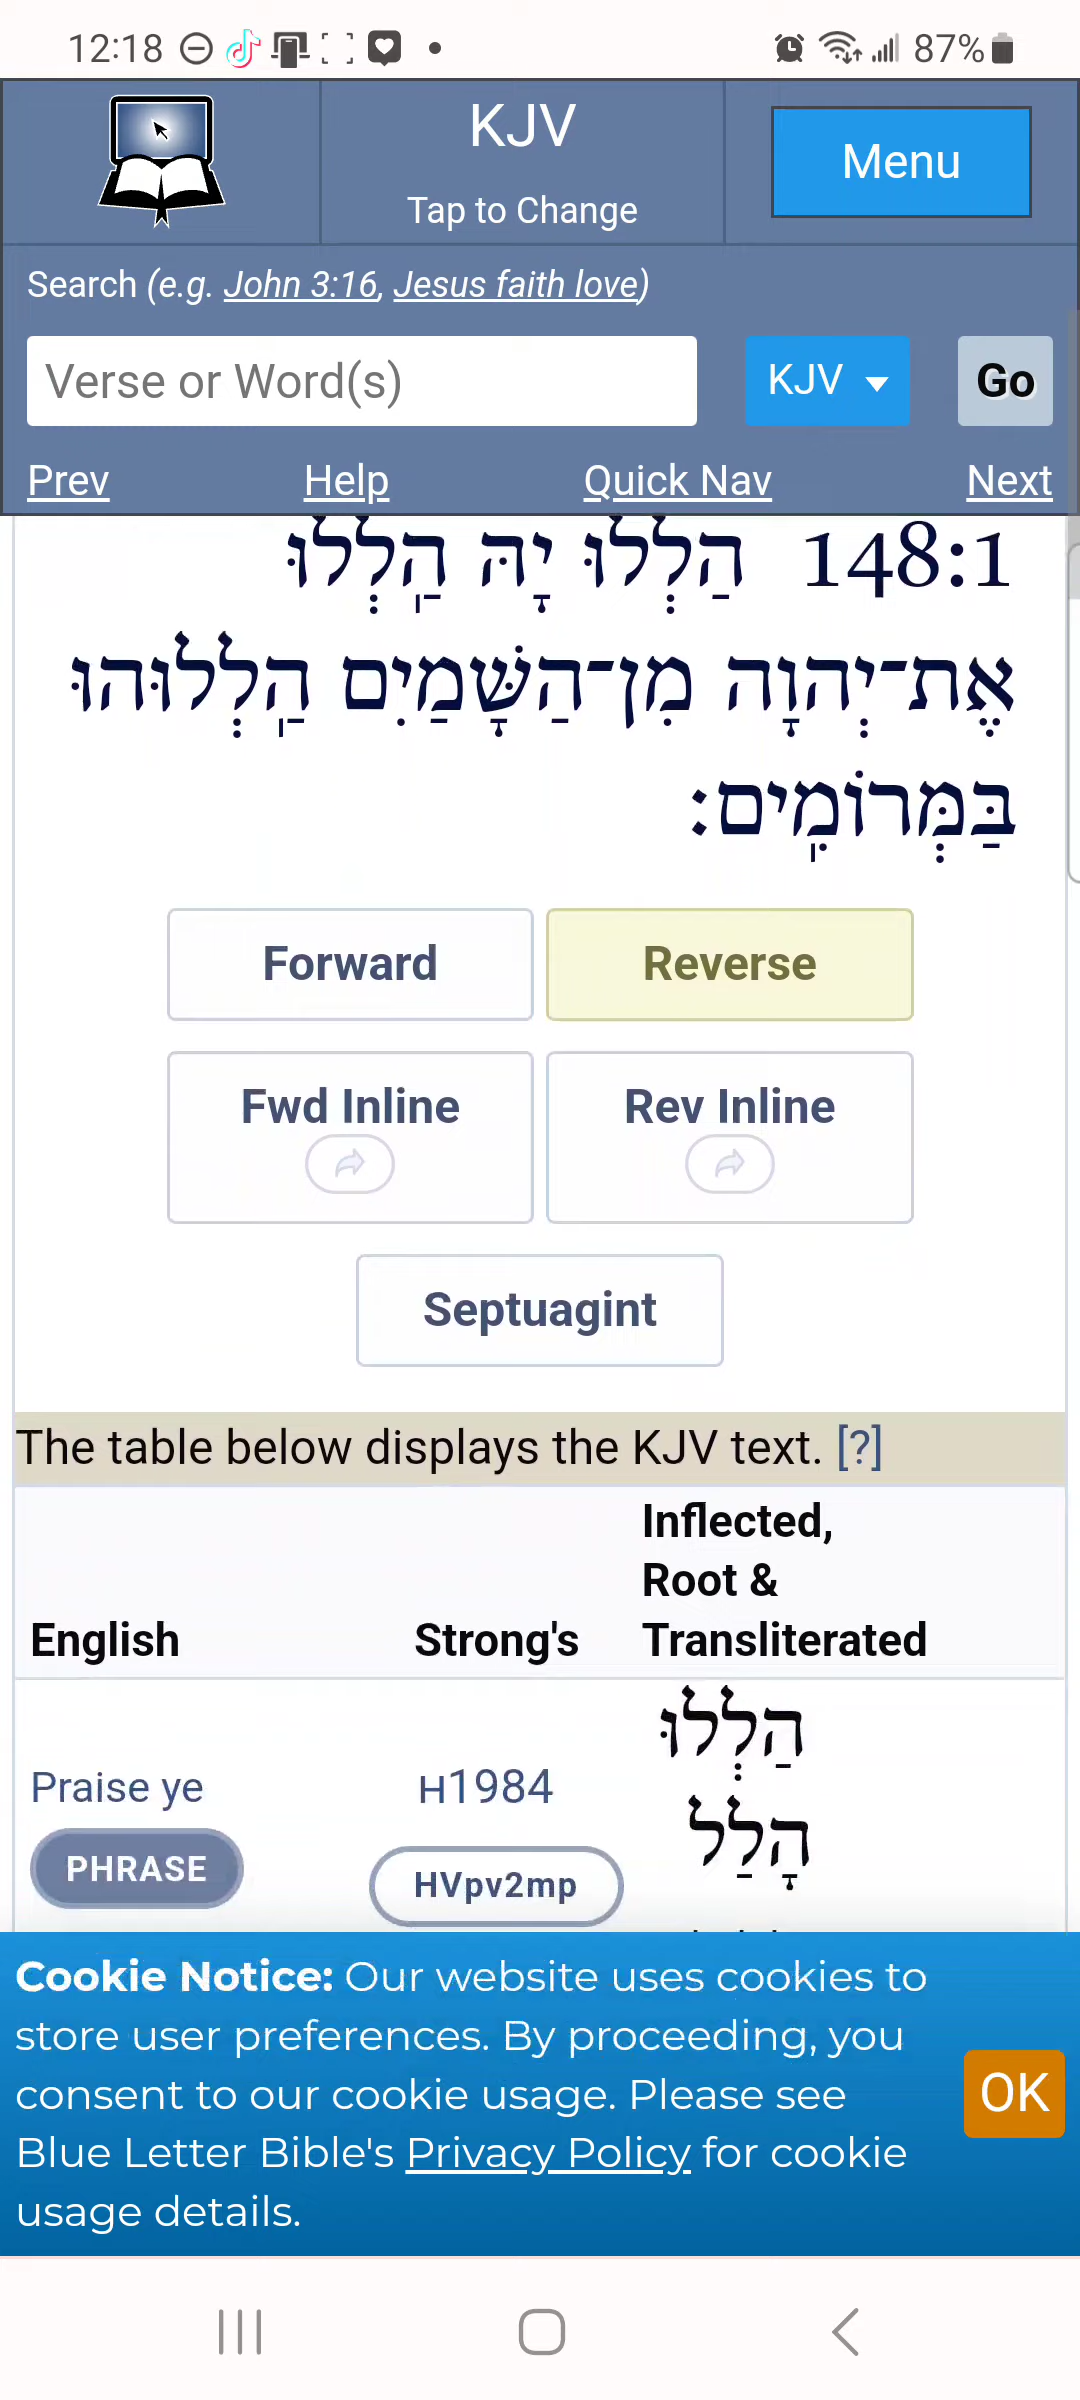 12:18 87%
KJV
Tap to Change
Menu
Search (e.g. John 3:16, Jesus faith love)
Verse or Word(s)
KJV
Go
Prev Help Quick Nav Next
148:1 הַלְלוּ יָהּ הַֽלְלוּ
אֶת־יְהוָה מִן־הַשָּׁמַיִם הַֽלְלוּהוּ
בַּמְּרוֹמִֽים׃
Forward Reverse
Fwd Inline Rev Inline
Septuagint
The table below displays the KJV text. [?]
English Strong's Inflected,
Root &
Transliterated
Praise ye H1984 הַלְלוּ
הָלַל
PHRASE HVpv2mp
Cookie Notice: Our website uses cookies to
store user preferences. By proceeding, you
consent to our cookie usage. Please see
Blue Letter Bible's Privacy Policy for cookie
usage details.
OK